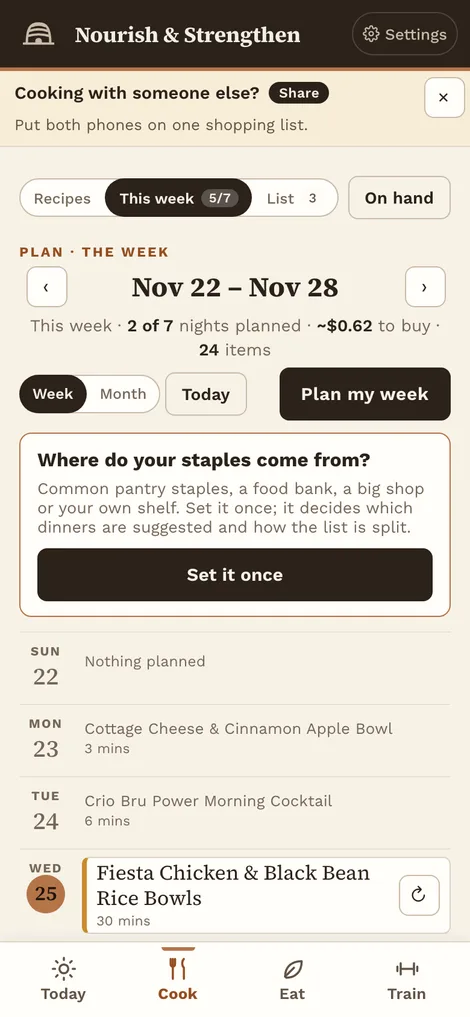 Nourish & Strengthen
Settings
Cooking with someone else? Share
Put both phones on one shopping list.
×
Recipes
This week 5/7
List 3
On hand
PLAN · THE WEEK
‹
Nov 22 – Nov 28
›
This week · 2 of 7 nights planned · ~$0.62 to buy ·
24 items
Week
Month
Today
Plan my week
Where do your staples come from?
Common pantry staples, a food bank, a big shop
or your own shelf. Set it once; it decides which
dinners are suggested and how the list is split.
Set it once
SUN
22
Nothing planned
MON
23
Cottage Cheese & Cinnamon Apple Bowl
3 mins
TUE
24
Crio Bru Power Morning Cocktail
6 mins
WED
25
Fiesta Chicken & Black Bean
Rice Bowls
30 mins
Today
Cook
Eat
Train